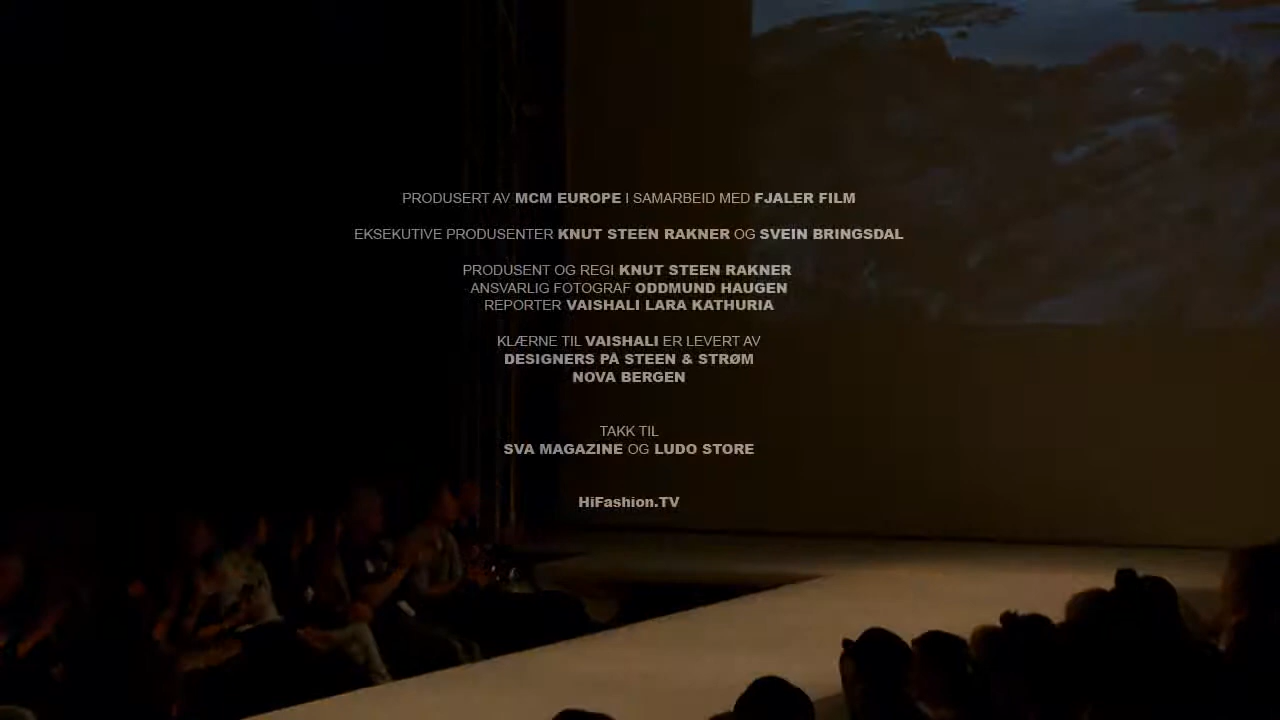 PRODUSERT AV MCM EUROPE I SAMARBEID MED FJALER FILM
EKSEKUTIVE PRODUSENTER KNUT STEEN RAKNER OG SVEIN BRINGSDAL
PRODUSENT OG REGI KNUT STEEN RAKNER
ANSVARLIG FOTOGRAF ODDMUND HAUGEN
REPORTER VAISHALI LARA KATHURIA
KLÆRNE TIL VAISHALI ER LEVERT AV
DESIGNERS PÅ STEEN & STRØM
NOVA BERGEN
TAKK TIL
SVA MAGAZINE OG LUDO STORE
HiFashion.TV